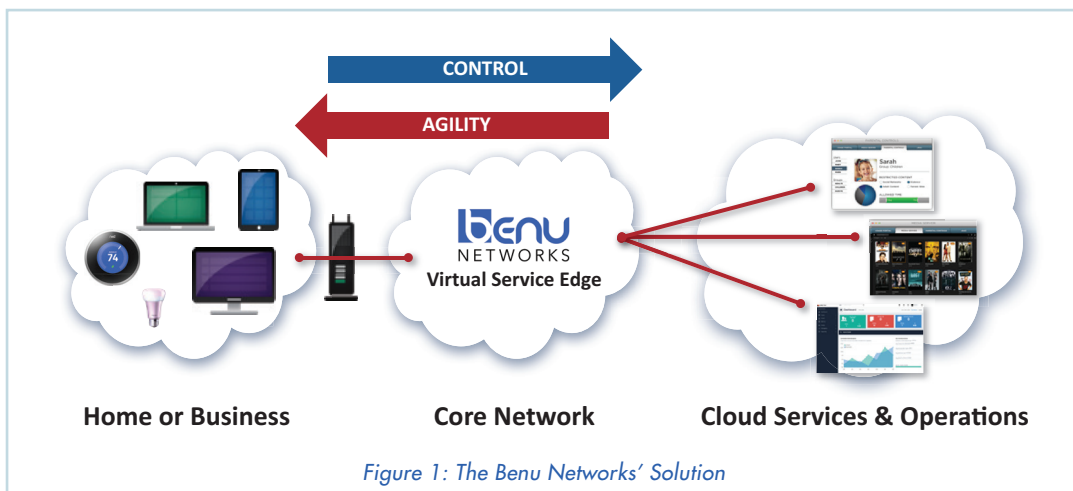 CONTROL
AGILITY
74
benu
NETWORKS
Virtual Service Edge
Sarah
Home or Business
Core Network
Cloud Services & Operations
Figure 1: The Benu Networks' Solution